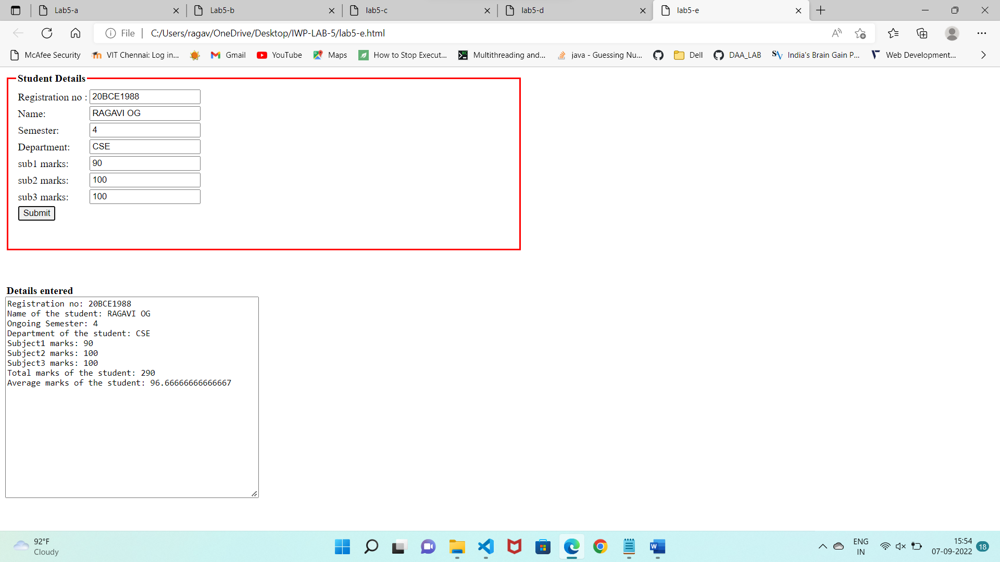 Lab5-a Lab5-b lab5-c lab5-d lab5-e
File C:/Users/ragav/OneDrive/Desktop/IWP-LAB-5/lab5-e.html
McAfee Security VIT Chennai: Log in... Gmail YouTube Maps How to Stop Execut... Multithreading and... java - Guessing Nu... Dell DAA_LAB India's Brain Gain P... Web Development...
Student Details
Registration no : 20BCE1988
Name: RAGAVI OG
Semester: 4
Department: CSE
sub1 marks: 90
sub2 marks: 100
sub3 marks: 100
Submit
Details entered
Registration no: 20BCE1988
Name of the student: RAGAVI OG
Ongoing Semester: 4
Department of the student: CSE
Subject1 marks: 90
Subject2 marks: 100
Subject3 marks: 100
Total marks of the student: 290
Average marks of the student: 96.66666666666667
92°F
Cloudy
ENG
IN
15:54
07-09-2022
18